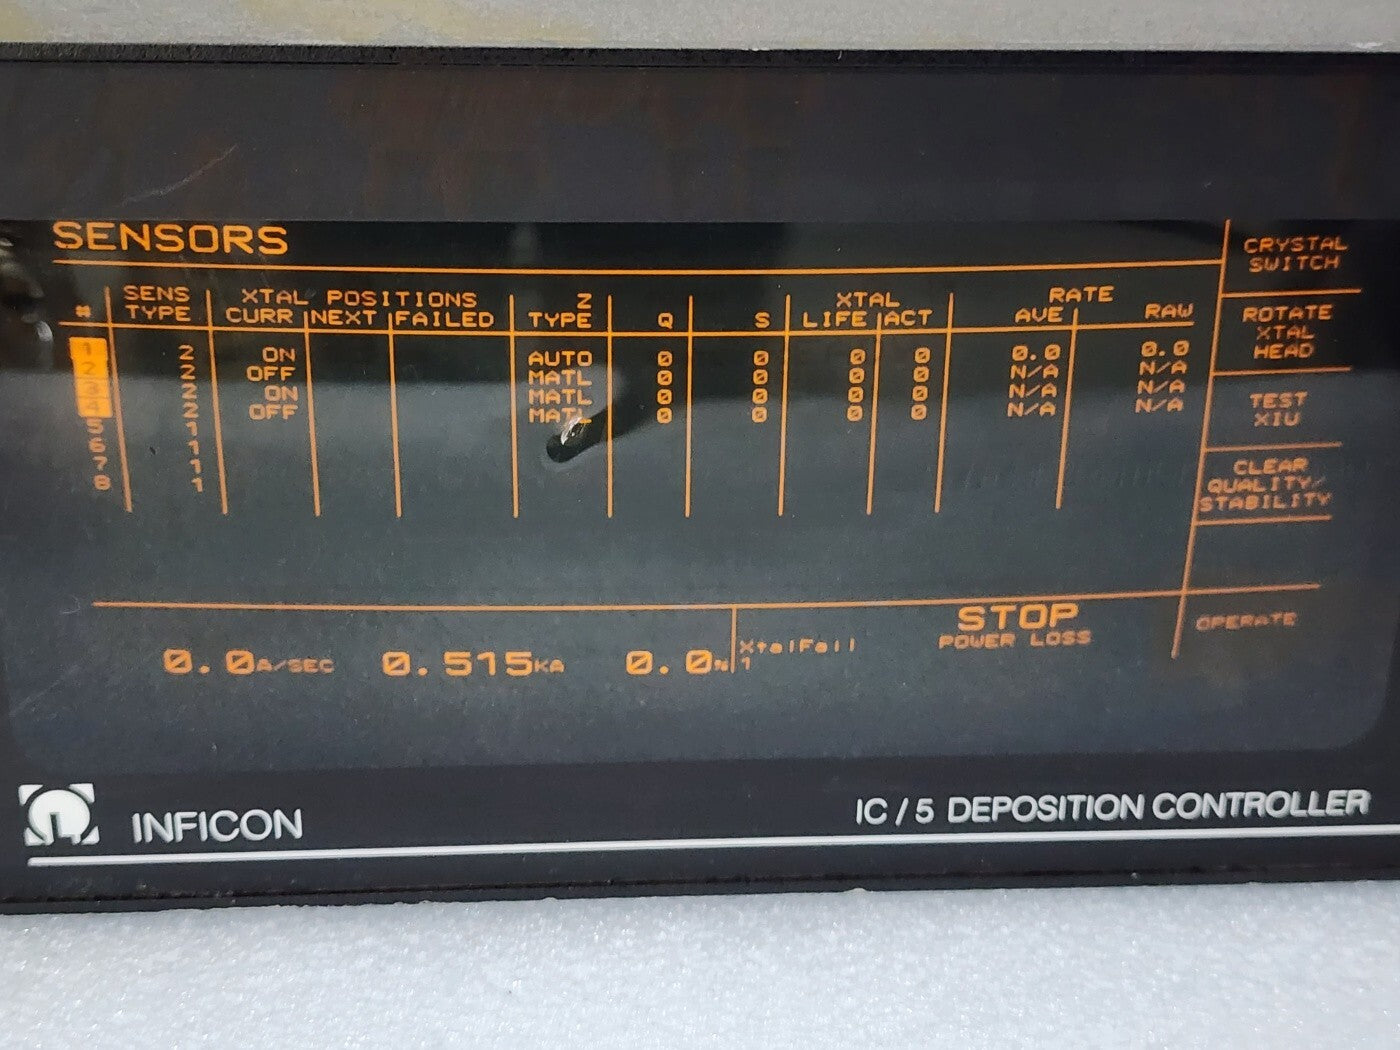 SENSORS
# SENS TYPE XTAL POSITIONS CURR NEXT FAILED Z TYPE Q S XTAL LIFE ACT RATE AVE RAW
1 2 ON AUTO 0 0 0 0 0.0 0.0
2 2 OFF MATL 0 0 0 0 N/A N/A
3 2 ON MATL 0 0 0 0 N/A N/A
4 2 OFF MATL 0 0 0 0 N/A N/A
5 1
6 1
7 1
8 1
CRYSTAL
SWITCH
ROTATE
XTAL
HEAD
TEST
XIU
CLEAR
QUALITY/
STABILITY
OPERATE
0.0A/SEC 0.515KA 0.0% XtalFail
1
STOP
POWER LOSS
INFICON
IC/5 DEPOSITION CONTROLLER